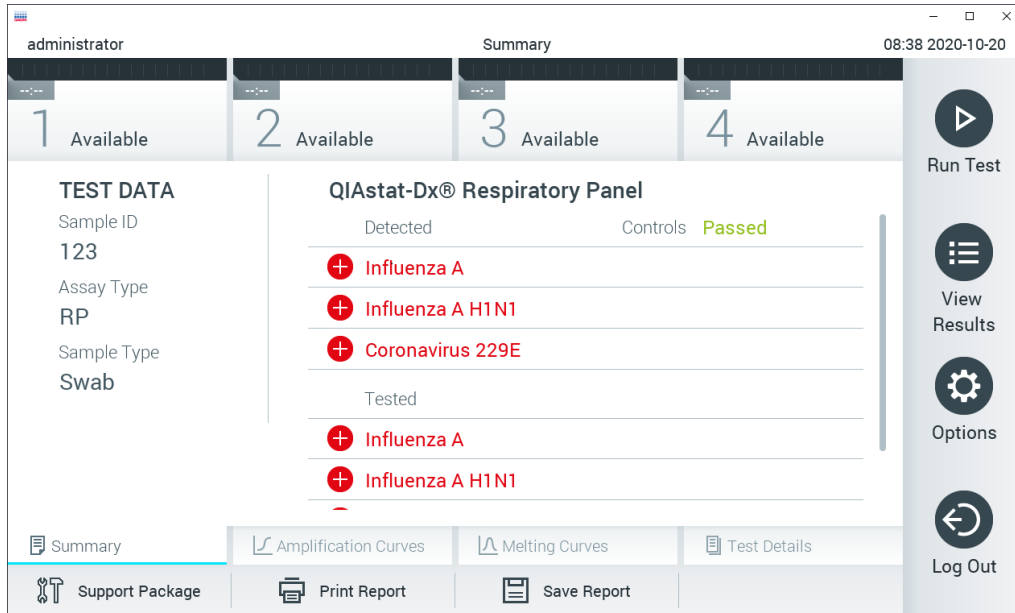 administrator Summary 08:38 2020-10-20
--:-- --:-- --:-- --:--
1 Available 2 Available 3 Available 4 Available
Run Test
TEST DATA
Sample ID
123
Assay Type
RP
Sample Type
Swab
QIAstat-Dx® Respiratory Panel
Detected Controls Passed
Influenza A
Influenza A H1N1
Coronavirus 229E
Tested
Influenza A
Influenza A H1N1
View
Results
Options
Log Out
Summary Amplification Curves Melting Curves Test Details
Support Package Print Report Save Report